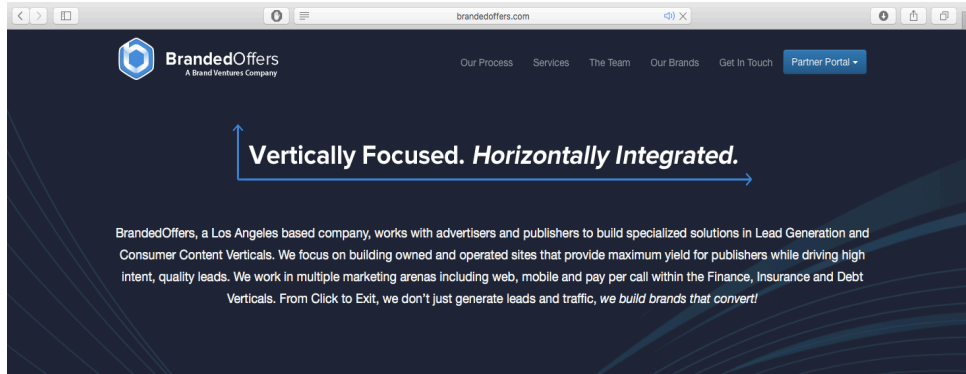 brandedoffers.com
BrandedOffers
A Brand Ventures Company
Our Process Services The Team Our Brands Get In Touch Partner Portal
Vertically Focused. Horizontally Integrated.
BrandedOffers, a Los Angeles based company, works with advertisers and publishers to build specialized solutions in Lead Generation and
Consumer Content Verticals. We focus on building owned and operated sites that provide maximum yield for publishers while driving high
intent, quality leads. We work in multiple marketing arenas including web, mobile and pay per call within the Finance, Insurance and Debt
Verticals. From Click to Exit, we don't just generate leads and traffic, we build brands that convert!